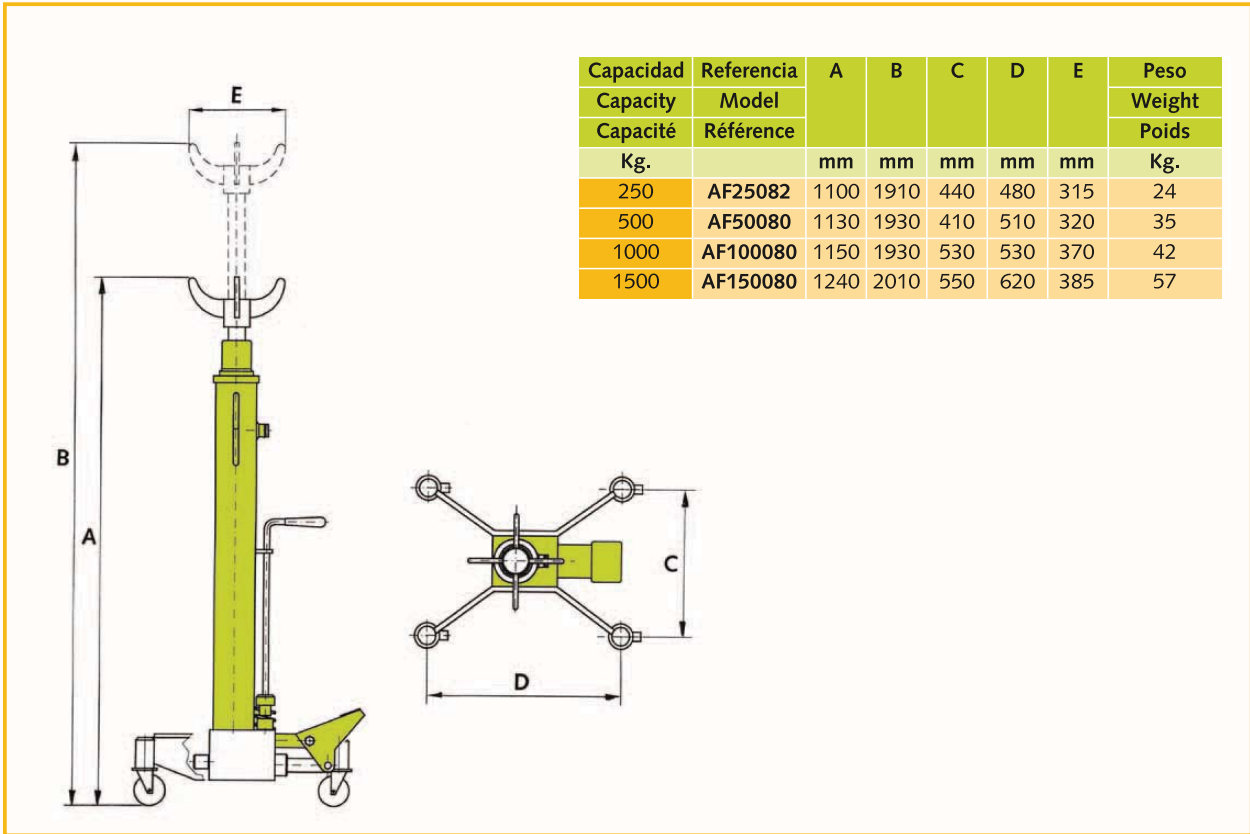 Capacidad Referencia A B C D E Peso
Capacity Model Weight
Capacité Référence Poids
Kg. mm mm mm mm mm Kg.
250 AF25082 1100 1910 440 480 315 24
500 AF50080 1130 1930 410 510 320 35
1000 AF100080 1150 1930 530 530 370 42
1500 AF150080 1240 2010 550 620 385 57
E
B
A
C
D